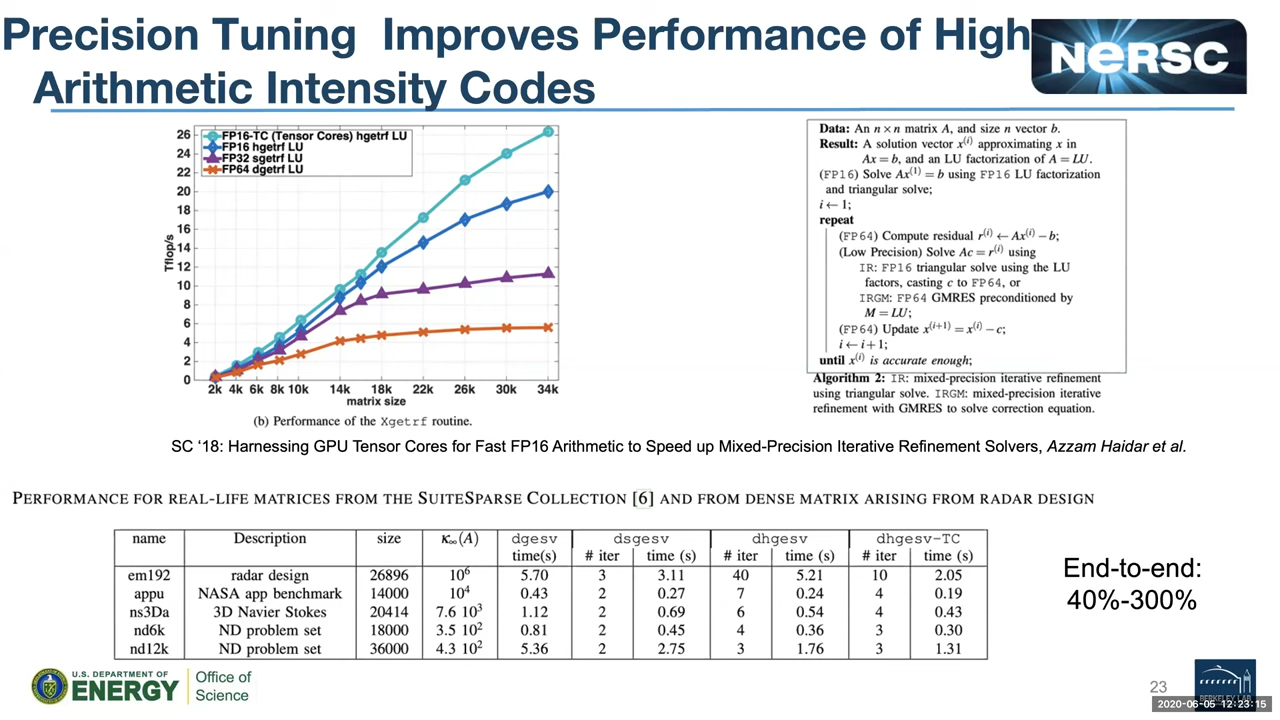 Precision Tuning Improves Performance of High
Arithmetic Intensity Codes
NERSC
26
24
22
20
18
16
14
12
10
8
6
4
2
0
Tflop/s
FP16-TC (Tensor Cores) hgetrf LU
FP16 hgetrf LU
FP32 sgetrf LU
FP64 dgetrf LU
2k 4k 6k 8k 10k 14k 18k 22k 26k 30k 34k
matrix size
(b) Performance of the Xgetrf routine.
Data: An n × n matrix A, and size n vector b.
Result: A solution vector x⁽ⁱ⁾ approximating x in
Ax = b, and an LU factorization of A = LU.
(FP16) Solve Ax⁽¹⁾ = b using FP16 LU factorization
and triangular solve;
i ← 1;
repeat
(FP64) Compute residual r⁽ⁱ⁾ ← Ax⁽ⁱ⁾ − b;
(Low Precision) Solve Ac = r⁽ⁱ⁾ using
IR: FP16 triangular solve using the LU
factors, casting c to FP64, or
IRGM: FP64 GMRES preconditioned by
M = LU;
(FP64) Update x⁽ⁱ⁺¹⁾ = x⁽ⁱ⁾ − c;
i ← i + 1;
until x⁽ⁱ⁾ is accurate enough;
Algorithm 2: IR: mixed-precision iterative refinement
using triangular solve. IRGM: mixed-precision iterative
refinement with GMRES to solve correction equation.
SC ‘18: Harnessing GPU Tensor Cores for Fast FP16 Arithmetic to Speed up Mixed-Precision Iterative Refinement Solvers, Azzam Haidar et al.
PERFORMANCE FOR REAL-LIFE MATRICES FROM THE SUITESPARSE COLLECTION [6] AND FROM DENSE MATRIX ARISING FROM RADAR DESIGN
name Description size κ∞(A) dgesv dsgesv dhgesv dhgesv-TC
time(s) # iter time (s) # iter time (s) # iter time (s)
em192 radar design 26896 10⁶ 5.70 3 3.11 40 5.21 10 2.05
appu NASA app benchmark 14000 10⁴ 0.43 2 0.27 7 0.24 4 0.19
ns3Da 3D Navier Stokes 20414 7.6 10³ 1.12 2 0.69 6 0.54 4 0.43
nd6k ND problem set 18000 3.5 10² 0.81 2 0.45 4 0.36 3 0.30
nd12k ND problem set 36000 4.3 10² 5.36 2 2.75 3 1.76 3 1.31
End-to-end:
40%-300%
U.S. DEPARTMENT OF
ENERGY
Office of
Science
23
BERKELEY LAB
2020-06-05 12:23:15